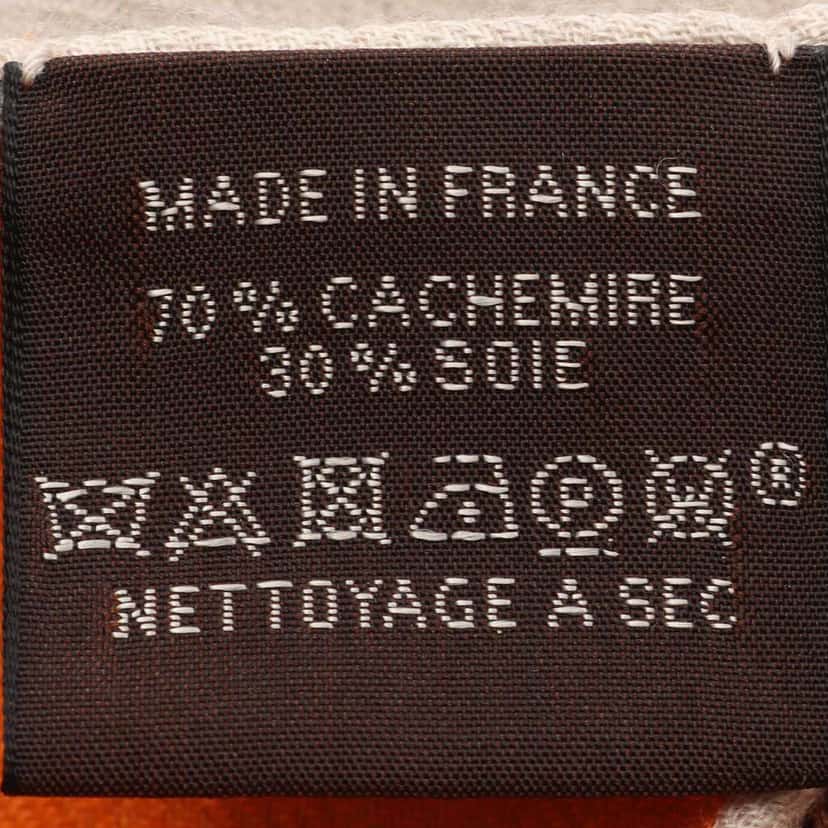 MADE IN FRANCE
70 % CACHEMIRE
30 % SOIE
P W ®
NETTOYAGE A SEC